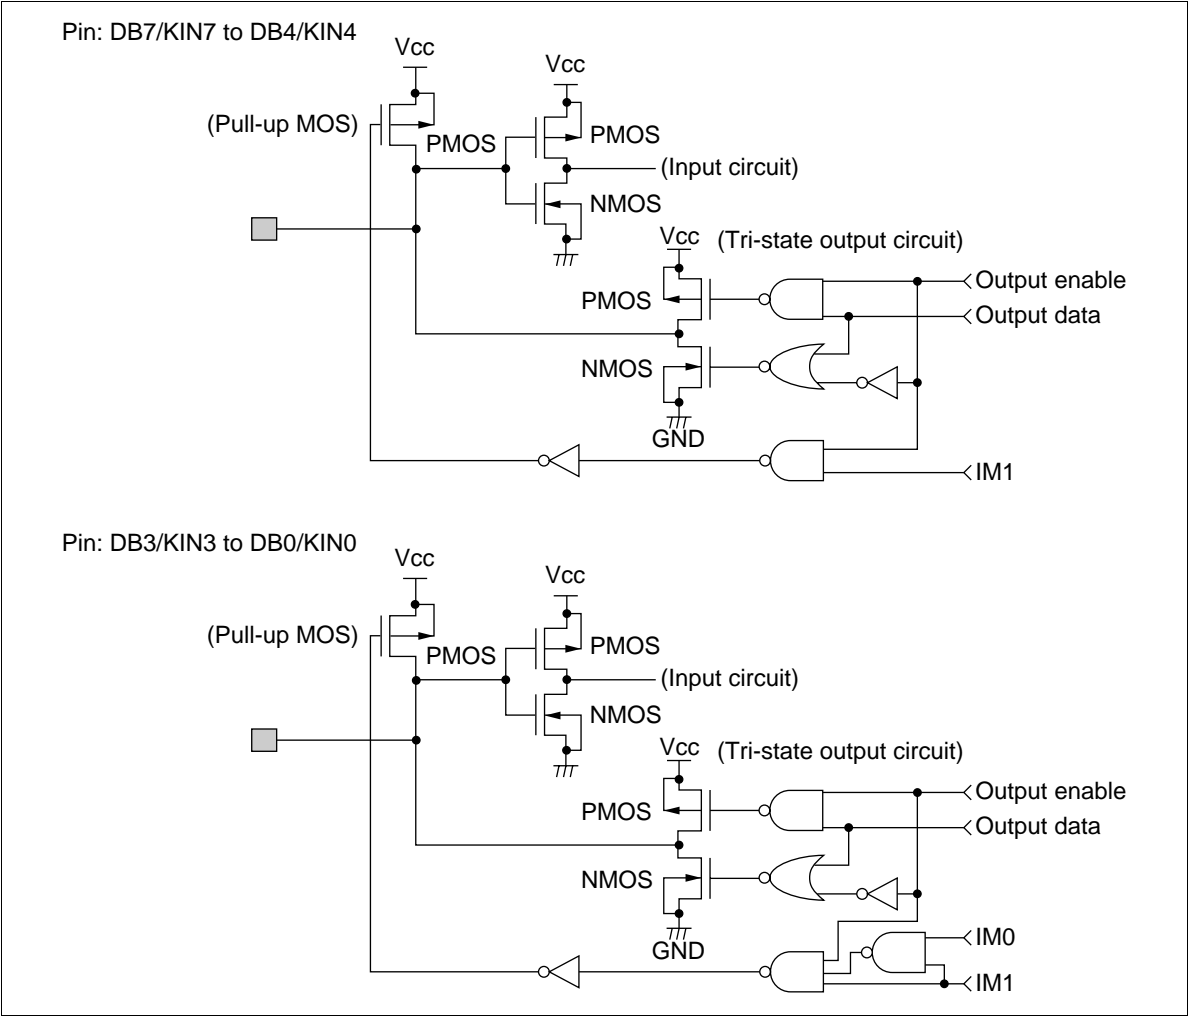 Pin: DB7/KIN7 to DB4/KIN4
Vcc
Vcc
(Pull-up MOS)
PMOS
PMOS
(Input circuit)
NMOS
Vcc
(Tri-state output circuit)
Output enable
PMOS
Output data
NMOS
GND
IM1
Pin: DB3/KIN3 to DB0/KIN0
Vcc
Vcc
(Pull-up MOS)
PMOS
PMOS
(Input circuit)
NMOS
Vcc
(Tri-state output circuit)
Output enable
PMOS
Output data
NMOS
IM0
GND
IM1